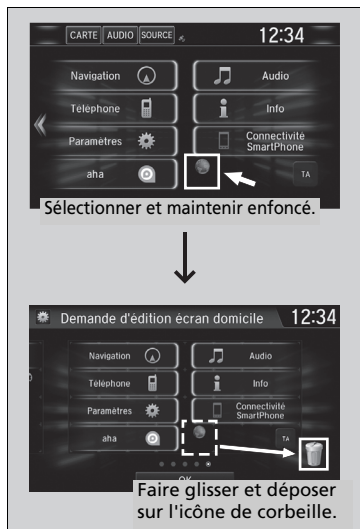 CARTE AUDIO SOURCE 12:34
Navigation Audio
Téléphone Info
Paramètres Connectivité
SmartPhone
aha TA
Sélectionner et maintenir enfoncé.
Demande d'édition écran domicile 12:34
Navigation Audio
Téléphone Info
Paramètres Connectivité
SmartPhone
aha TA
OK
Faire glisser et déposer
sur l'icône de corbeille.